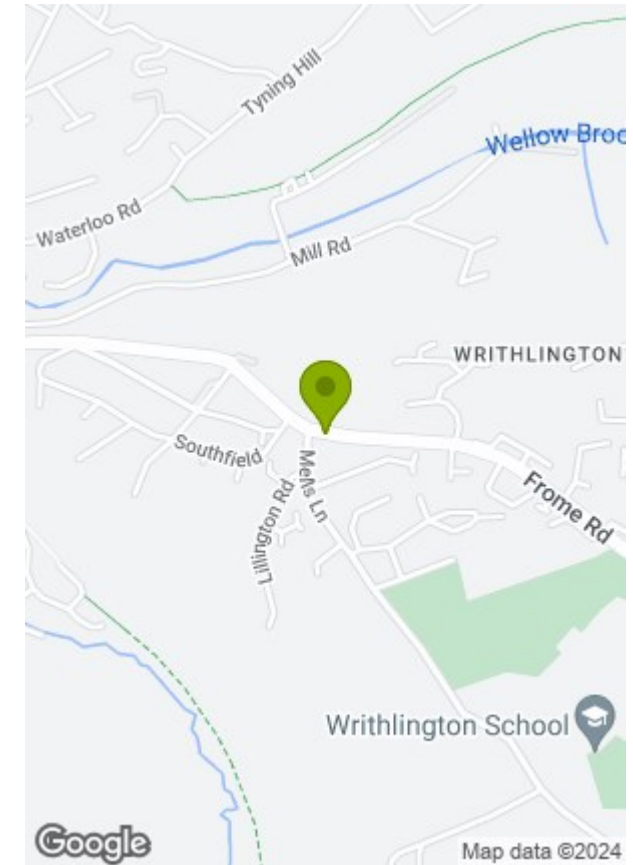 Tyning Hill
Wellow Broo
Waterloo Rd
Mill Rd
WRITHLINGTON
Southfield
Mells Ln
Lillington Rd
Frome Rd
Writhlington School
Google
Map data ©2024